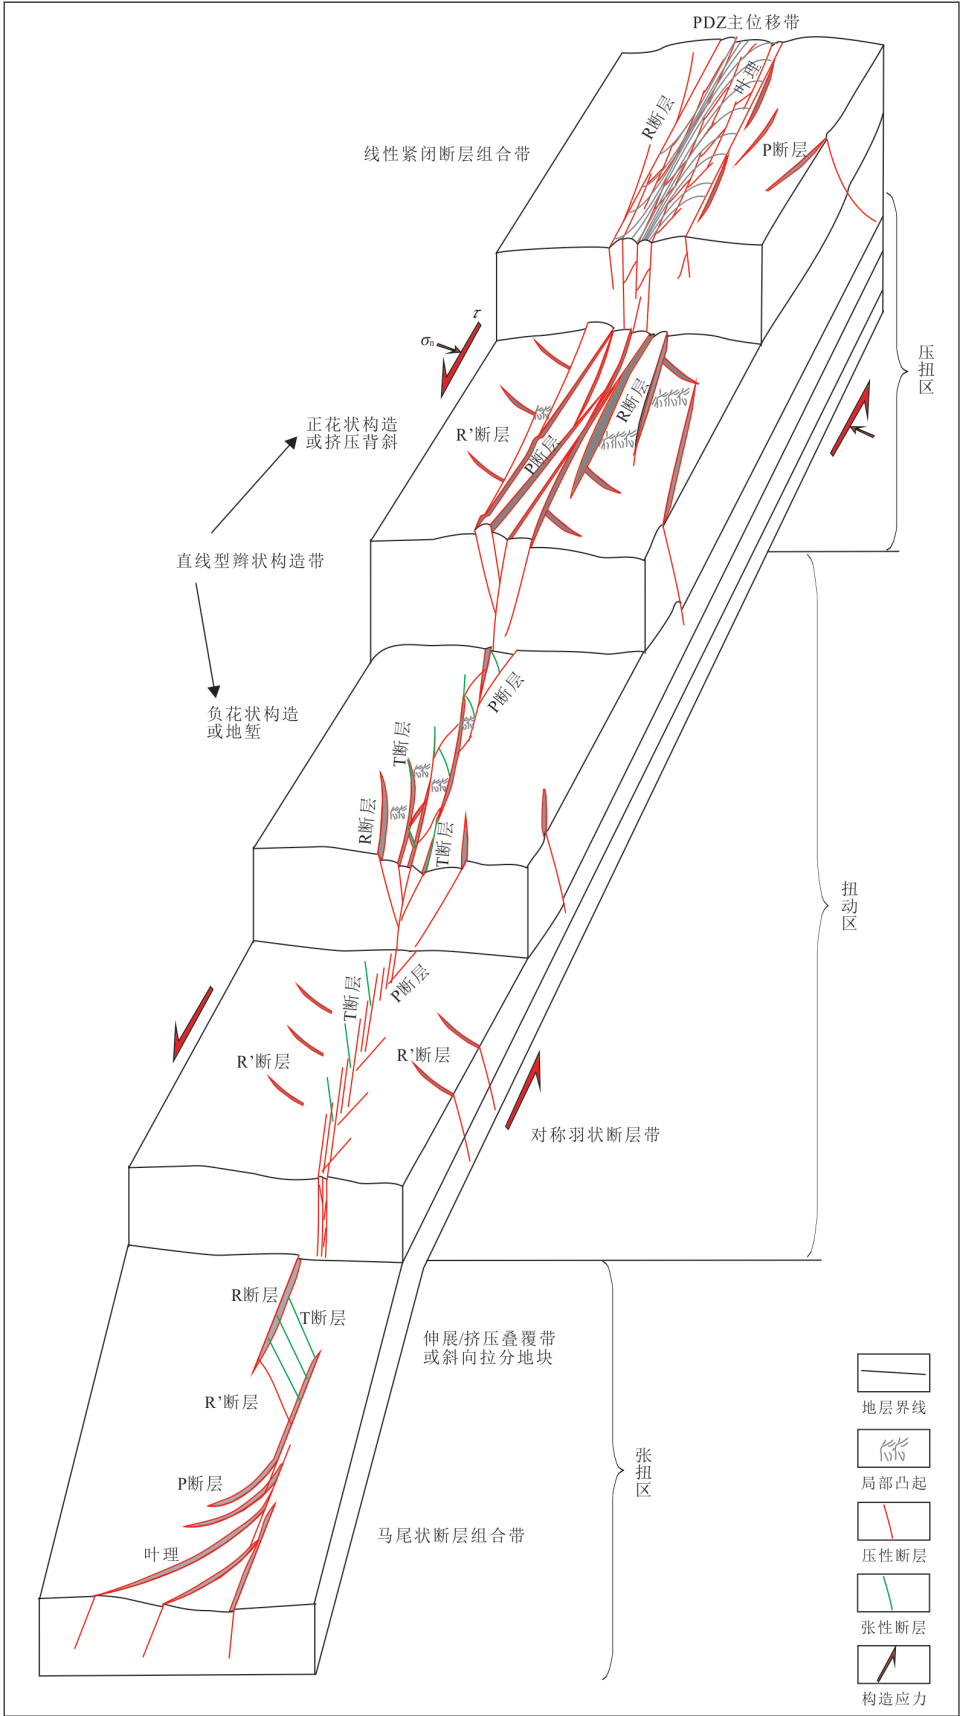 PDZ主位移带
叶理
R断层
P断层
线性紧闭断层组合带
τ
σn
压扭区
R断层
正花状构造
或挤压背斜
R’断层
P断层
直线型辫状构造带
负花状构造
或地堑
P断层
T断层
R断层
T断层
扭动区
P断层
T断层
R’断层
R’断层
对称羽状断层带
R断层
T断层
伸展/挤压叠覆带
或斜向拉分地块
R’断层
张扭区
P断层
马尾状断层组合带
叶理
地层界线
局部凸起
压性断层
张性断层
构造应力